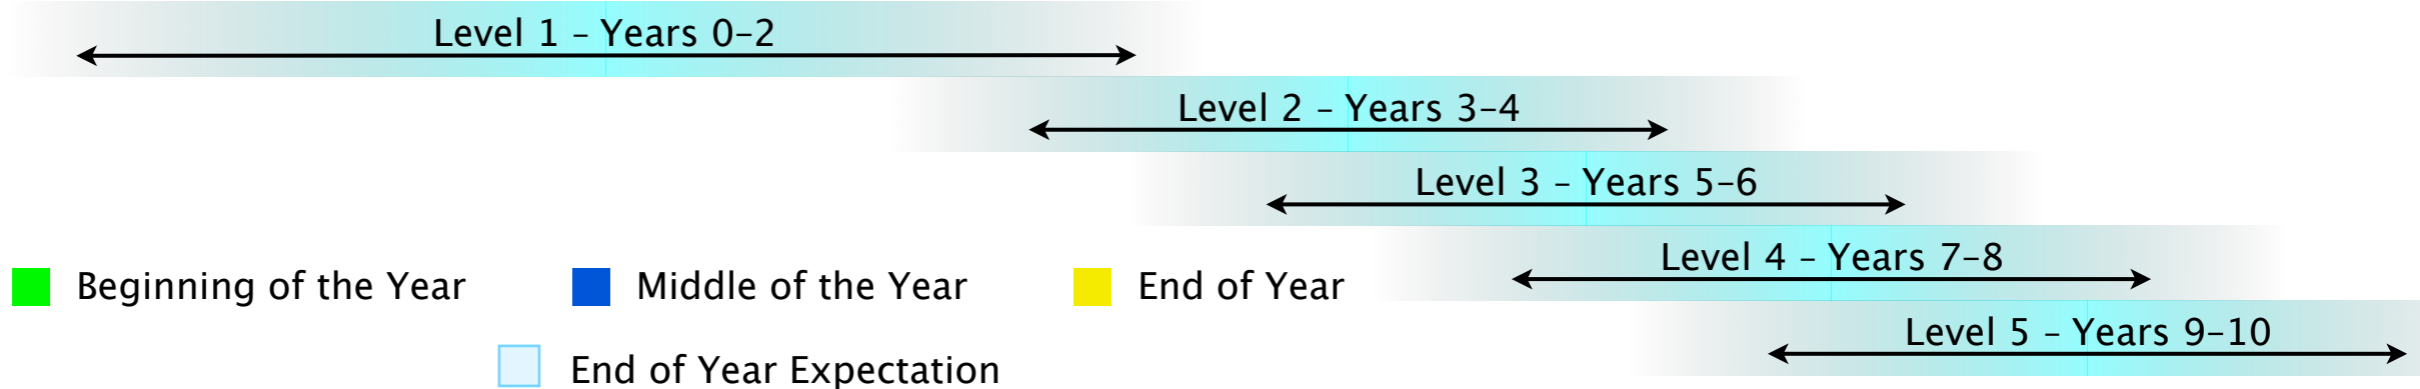 Level 1 – Years 0–2
Level 2 – Years 3–4
Level 3 – Years 5–6
Level 4 – Years 7–8
Beginning of the Year
Middle of the Year
End of Year
Level 5 – Years 9–10
End of Year Expectation